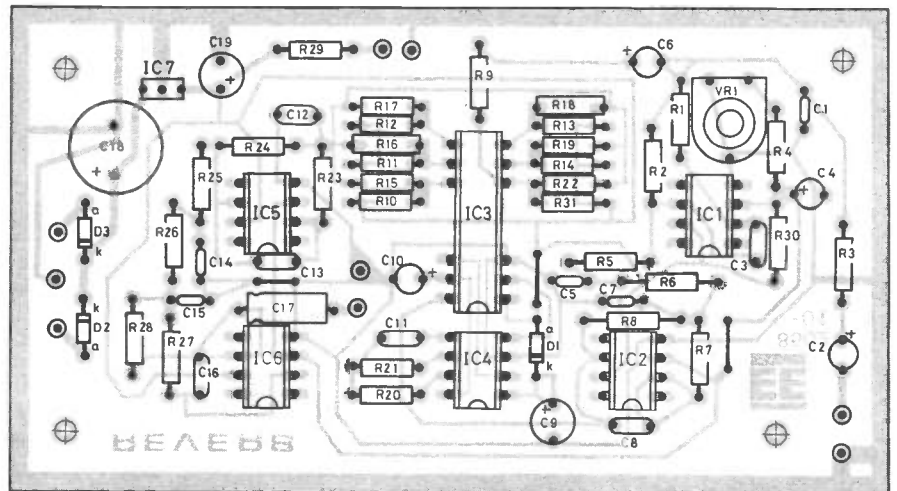 C19
R29
C6
IC7
R9
VR1
R1
C1
R17
R18
C12
R12
R13
R4
C18
R24
R16
R19
R2
R25
R23
R11
R14
C4
R15
R22
IC5
IC3
IC1
R10
R31
a
D3
k
R26
R30
R3
C14
C13
C10
R5
C3
R6
C5
C7
k
D2
a
C15
C17
R28
R27
C16
IC6
C11
R21
R20
IC4
a
D1
k
R8
IC2
R7
C2
C9
C8
EE